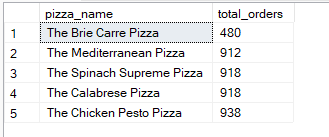 pizza_name total_orders
1 The Brie Carre Pizza 480
2 The Mediterranean Pizza 912
3 The Spinach Supreme Pizza 918
4 The Calabrese Pizza 918
5 The Chicken Pesto Pizza 938